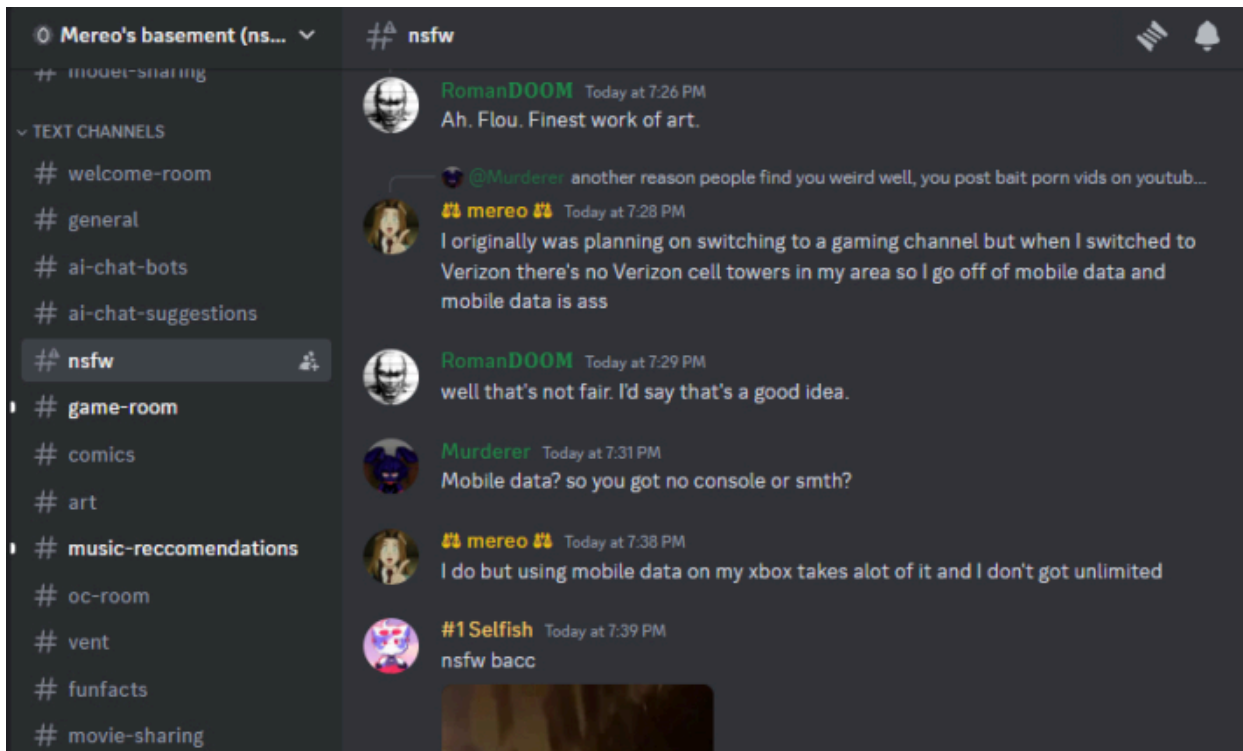 Mereo's basement (ns...
model-sharing
TEXT CHANNELS
welcome-room
general
ai-chat-bots
ai-chat-suggestions
nsfw
game-room
comics
art
music-reccomendations
oc-room
vent
funfacts
movie-sharing
nsfw
RomanDOOM Today at 7:26 PM
Ah. Flou. Finest work of art.
@Murderer another reason people find you weird well, you post bait porn vids on youtub...
mereo Today at 7:28 PM
I originally was planning on switching to a gaming channel but when I switched to
Verizon there's no Verizon cell towers in my area so I go off of mobile data and
mobile data is ass
RomanDOOM Today at 7:29 PM
well that's not fair. I'd say that's a good idea.
Murderer Today at 7:31 PM
Mobile data? so you got no console or smth?
mereo Today at 7:38 PM
I do but using mobile data on my xbox takes alot of it and I don't got unlimited
#1 Selfish Today at 7:39 PM
nsfw bacc